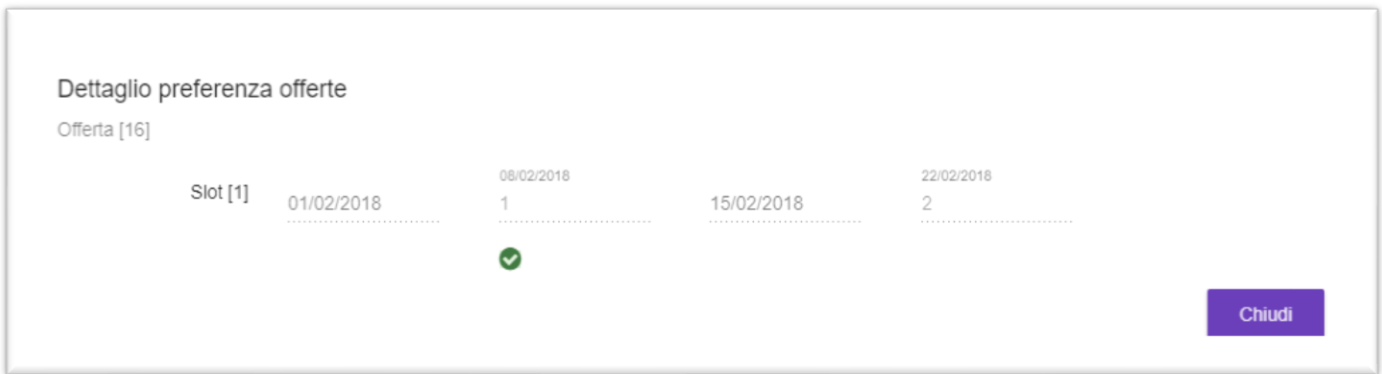 Dettaglio preferenza offerte
Offerta [16]
08/02/2018 22/02/2018
Slot [1] 01/02/2018 1 15/02/2018 2
Chiudi